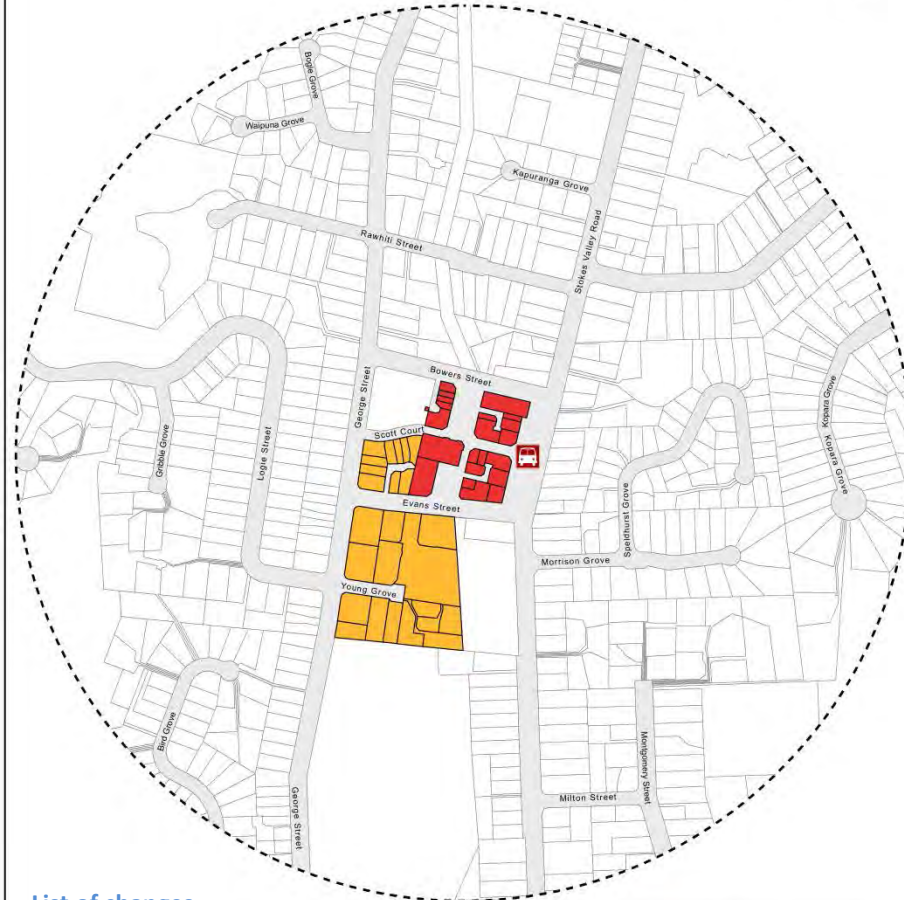 Bogie Grove
Waipuna Grove
Kapuranga Grove
Rawhiti Street
Stokes Valley Road
Bowers Street
George Street
Kopara Grove
Kopara Grove
Scott Court
Logie Street
Gribble Grove
Speldhurst Grove
Evans Street
Morrison Grove
Young Grove
Bird Grove
Montgomery Street
George Street
Milton Street
List of changes